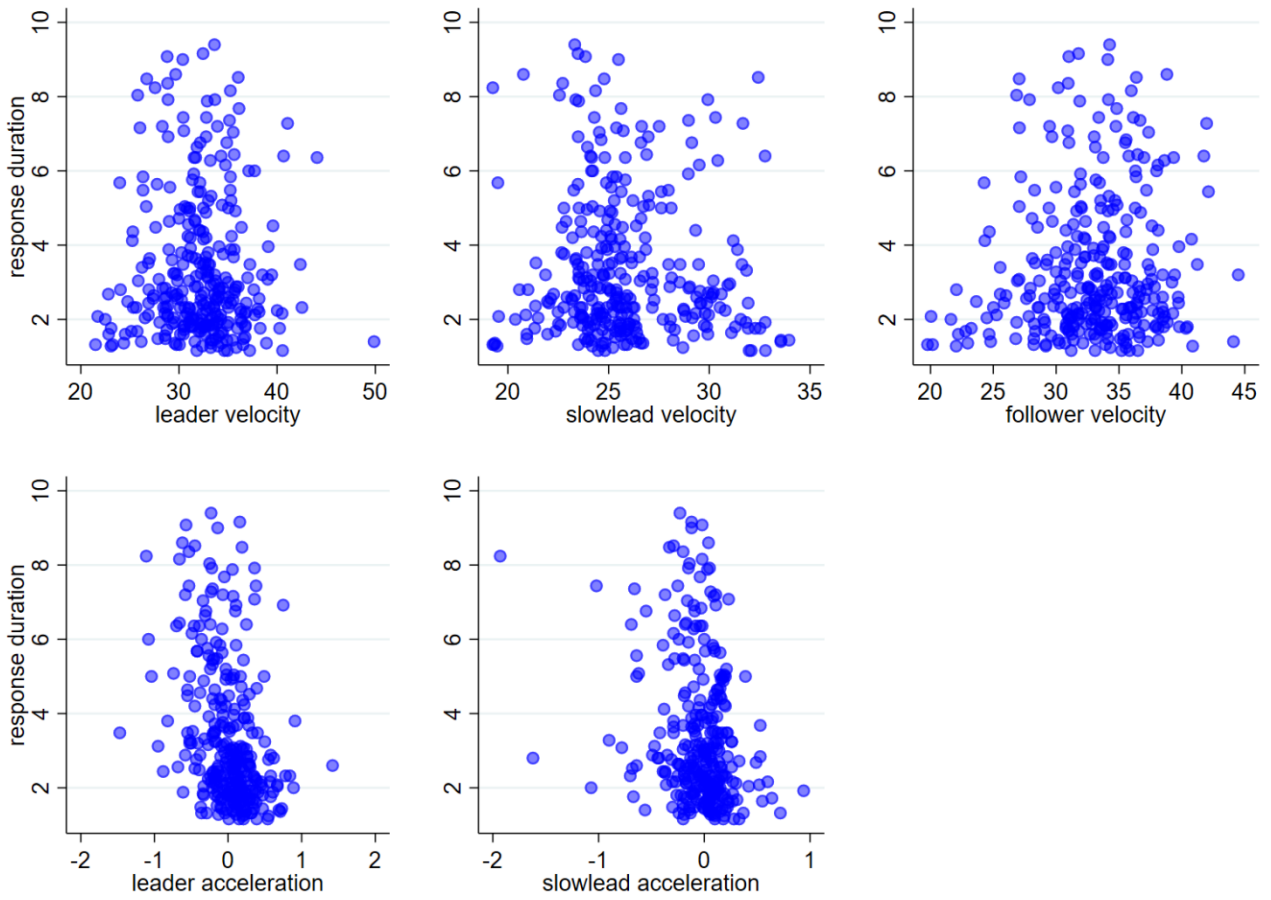 response duration
10
8
6
4
2
20 30 40 50
leader velocity
10
8
6
4
2
20 25 30 35
slowlead velocity
10
8
6
4
2
20 25 30 35 40 45
follower velocity
response duration
10
8
6
4
2
-2 -1 0 1 2
leader acceleration
10
8
6
4
2
-2 -1 0 1
slowlead acceleration